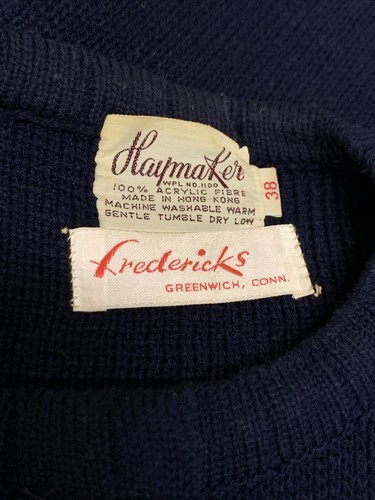 Haymaker
WPL NO. 1100
100% ACRYLIC FIBRE
MADE IN HONG KONG
MACHINE WASHABLE WARM
GENTLE TUMBLE DRY LOW
38
Fredericks
GREENWICH, CONN.